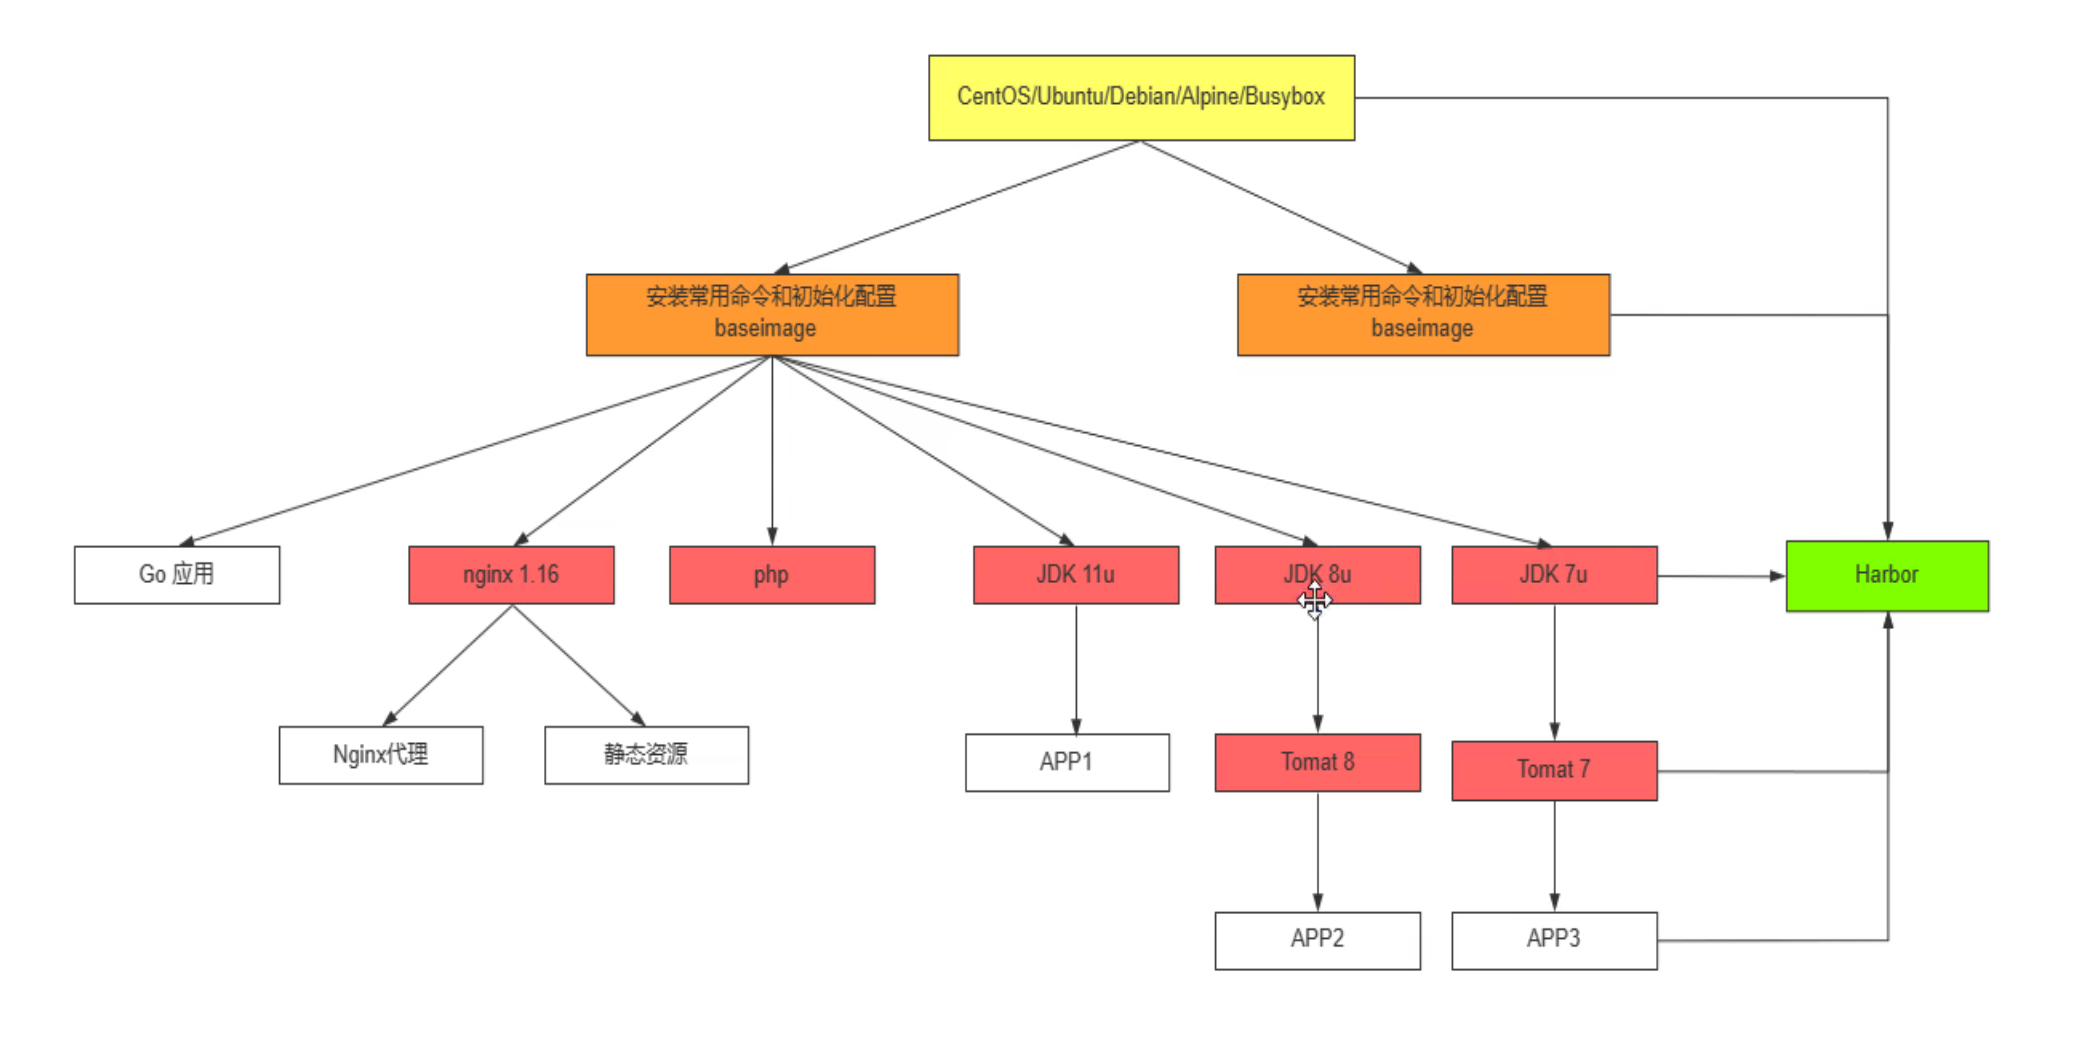 CentOS/Ubuntu/Debian/Alpine/Busybox
安装常用命令和初始化配置
baseimage
安装常用命令和初始化配置
baseimage
Go 应用
nginx 1.16
php
JDK 11u
JDK 8u
JDK 7u
Harbor
Nginx代理
静态资源
APP1
Tomat 8
Tomat 7
APP2
APP3